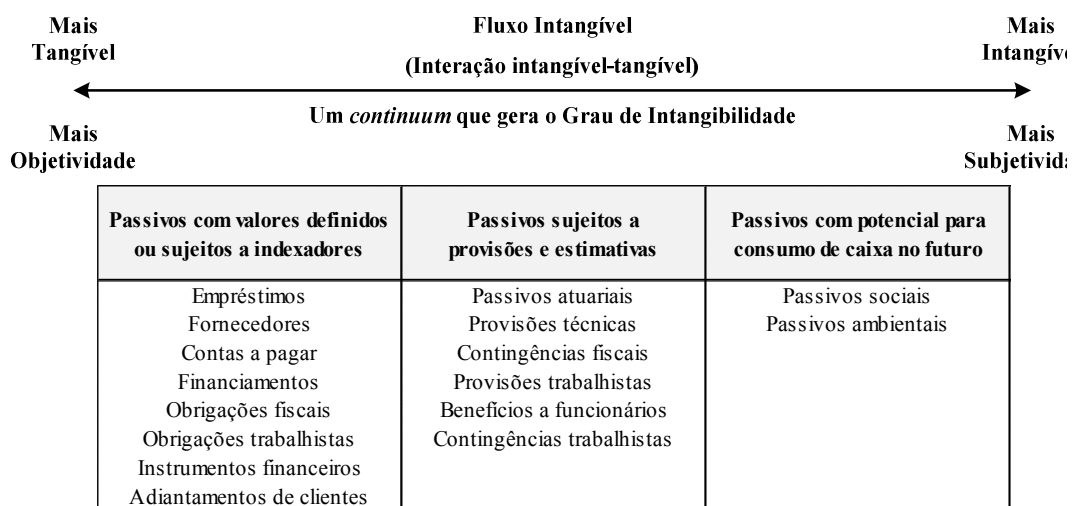 Mais
Tangível
Fluxo Intangível
(Interação intangível-tangível)
Mais
Intangíve
Um continuum que gera o Grau de Intangibilidade
Mais
Objetividade
Mais
Subjetivida
Passivos com valores definidos
ou sujeitos a indexadores
Passivos sujeitos a
provisões e estimativas
Passivos com potencial para
consumo de caixa no futuro
Empréstimos
Fornecedores
Contas a pagar
Financiamentos
Obrigações fiscais
Obrigações trabalhistas
Instrumentos financeiros
Adiantamentos de clientes
Passivos atuariais
Provisões técnicas
Contingências fiscais
Provisões trabalhistas
Benefícios a funcionários
Contingências trabalhistas
Passivos sociais
Passivos ambientais